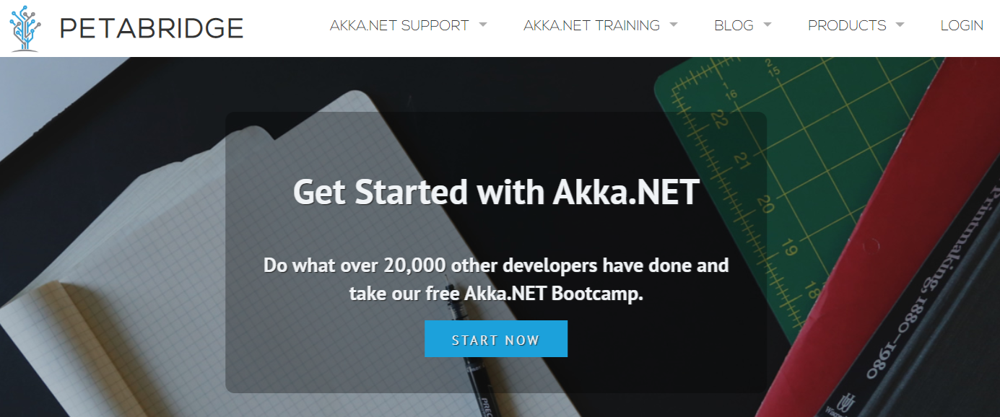 PETABRIDGE
AKKA.NET SUPPORT
AKKA.NET TRAINING
BLOG
PRODUCTS
LOGIN
Get Started with Akka.NET
Do what over 20,000 other developers have done and
take our free Akka.NET Bootcamp.
START NOW
15
1
16
22
21
20
19
18
Printmaking, 1880–1980
PREC